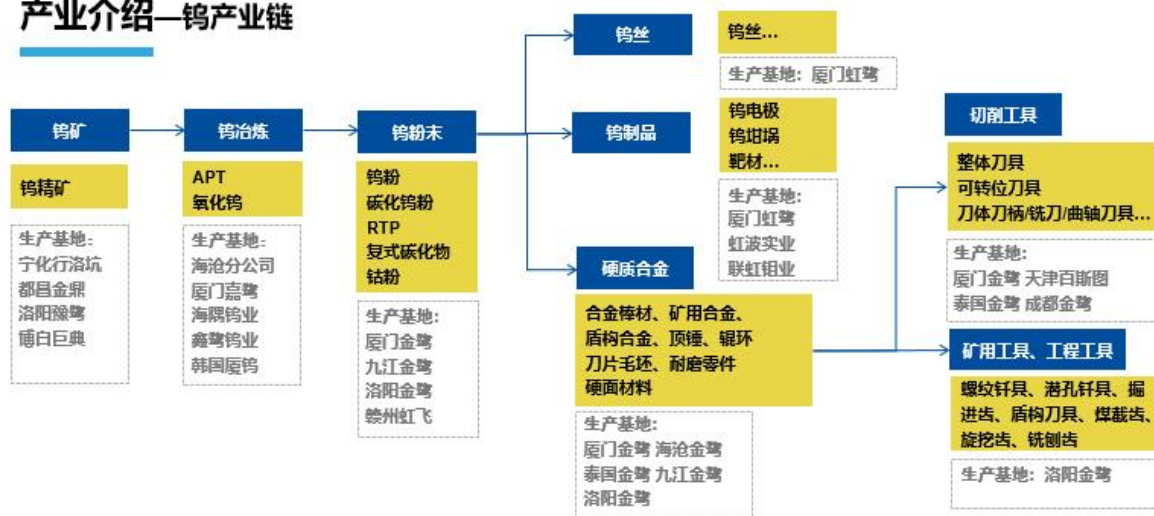 产业介绍—钨产业链
钨矿
钨精矿
生产基地:
宁化行洛坑
都昌金鼎
洛阳豫鹭
博白巨典
钨冶炼
APT
氧化钨
生产基地:
海沧分公司
厦门嘉鹭
海隅钨业
鑫鹭钨业
韩国厦钨
钨粉末
钨粉
碳化钨粉
RTP
复式碳化物
钴粉
生产基地:
厦门金鹭
九江金鹭
洛阳金鹭
赣州虹飞
钨丝
钨丝...
生产基地: 厦门虹鹭
钨制品
钨电极
钨坩埚
靶材...
生产基地:
厦门虹鹭
虹波实业
联虹钼业
硬质合金
合金棒材、矿用合金、
盾构合金、顶锤、辊环
刀片毛坯、耐磨零件
硬面材料
生产基地:
厦门金鹭 海沧金鹭
泰国金鹭 九江金鹭
洛阳金鹭
切削工具
整体刀具
可转位刀具
刀体刀柄/铣刀/曲轴刀具...
生产基地:
厦门金鹭 天津百斯图
泰国金鹭 成都金鹭
矿用工具、工程工具
螺纹钎具、潜孔钎具、掘
进齿、盾构刀具、煤截齿、
旋挖齿、铣刨齿
生产基地: 洛阳金鹭